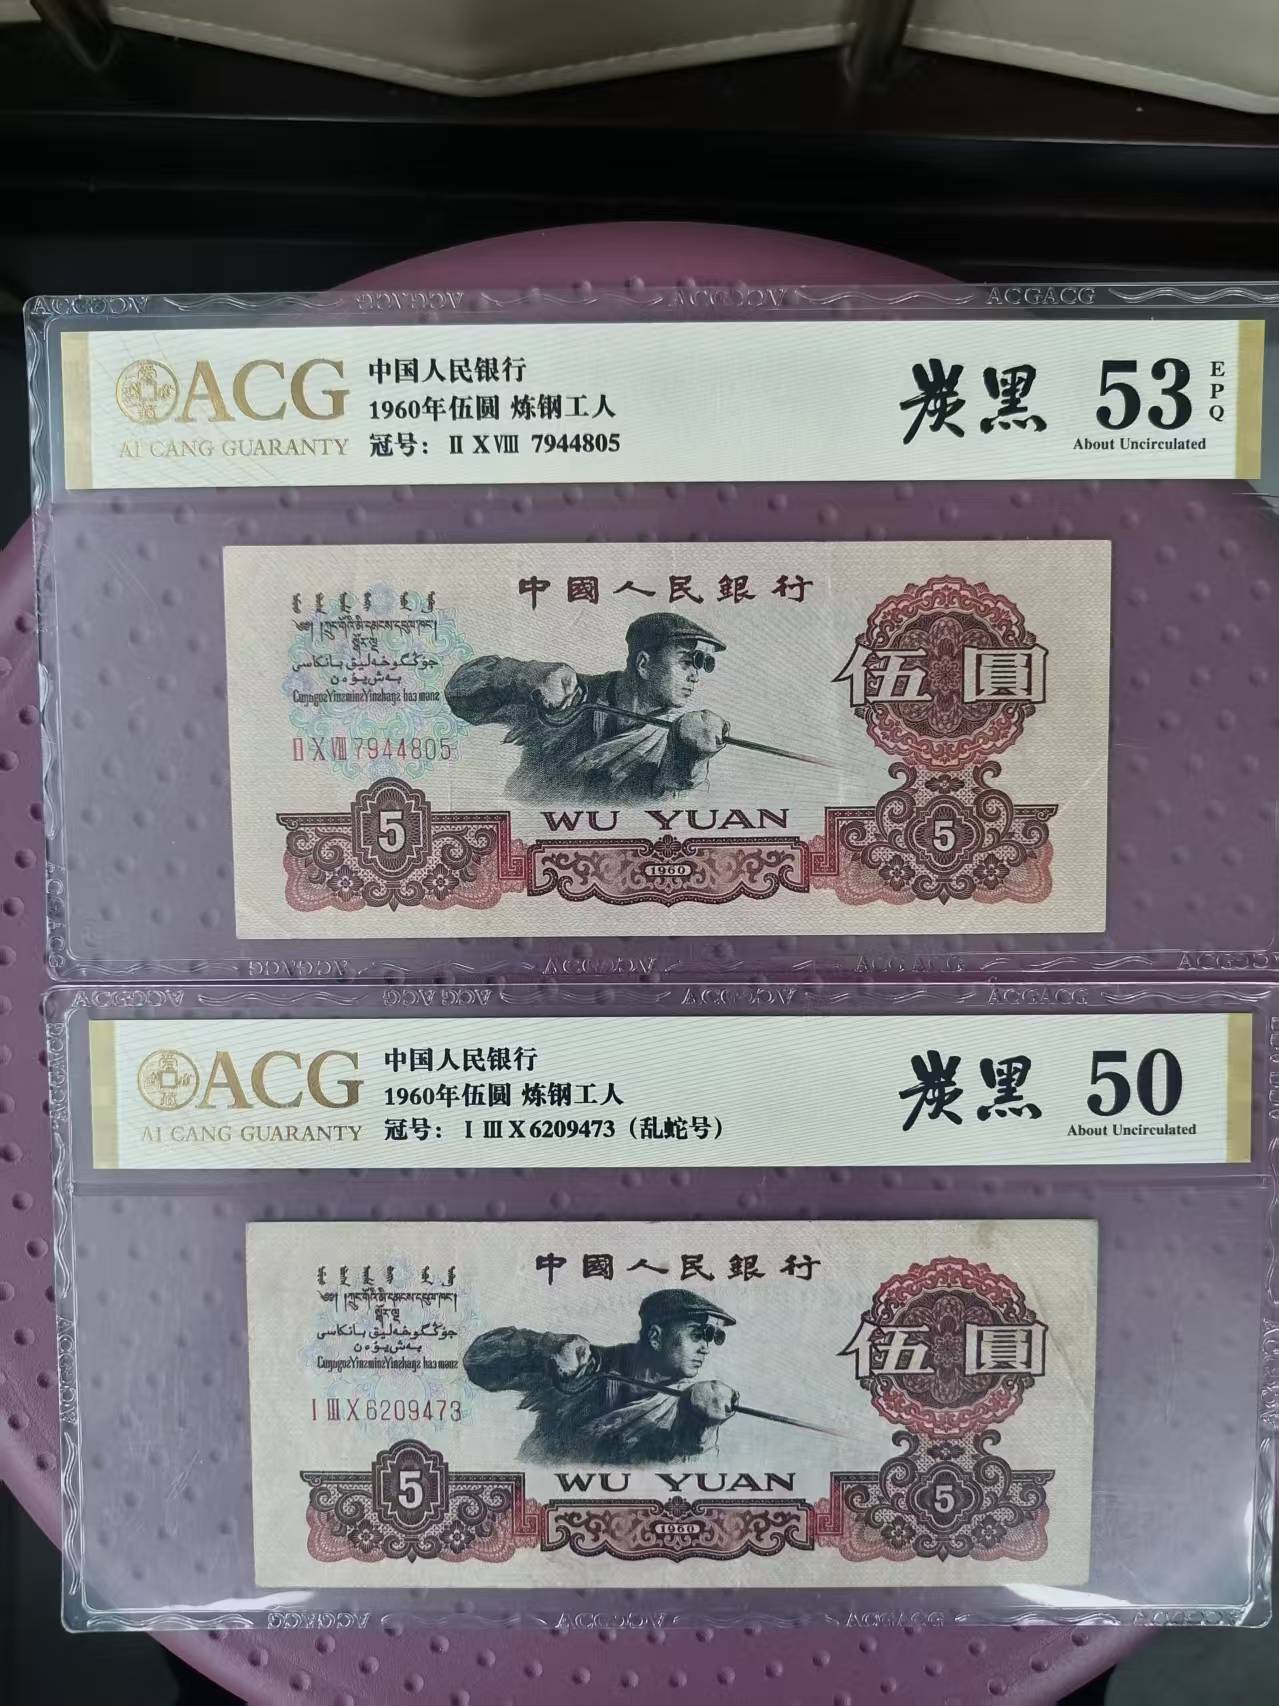 ACG
AI CANG GUARANTY
中国人民银行
1960年伍圆 炼钢工人
冠号：ⅡⅩⅧ 7944805
炭黑
53
EPQ
About Uncirculated
中國人民銀行
伍圓
ⅡⅩⅧ7944805
5
WU YUAN
1960
5
ACG
AI CANG GUARANTY
中国人民银行
1960年伍圆 炼钢工人
冠号：ⅠⅢⅩ6209473（乱蛇号）
炭黑
50
About Uncirculated
中國人民銀行
伍圓
ⅠⅢⅩ6209473
5
WU YUAN
1960
5